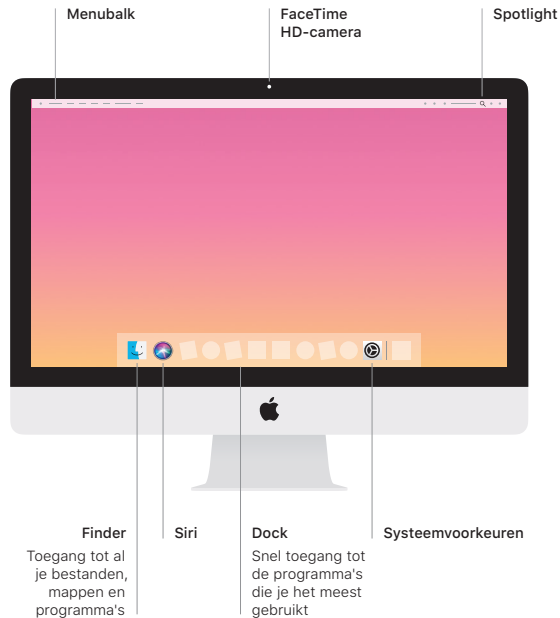 Menubalk
FaceTime
HD-camera
Spotlight
Finder
Toegang tot al
je bestanden,
mappen en
programma's
Siri
Dock
Snel toegang tot
de programma's
die je het meest
gebruikt
Systeemvoorkeuren